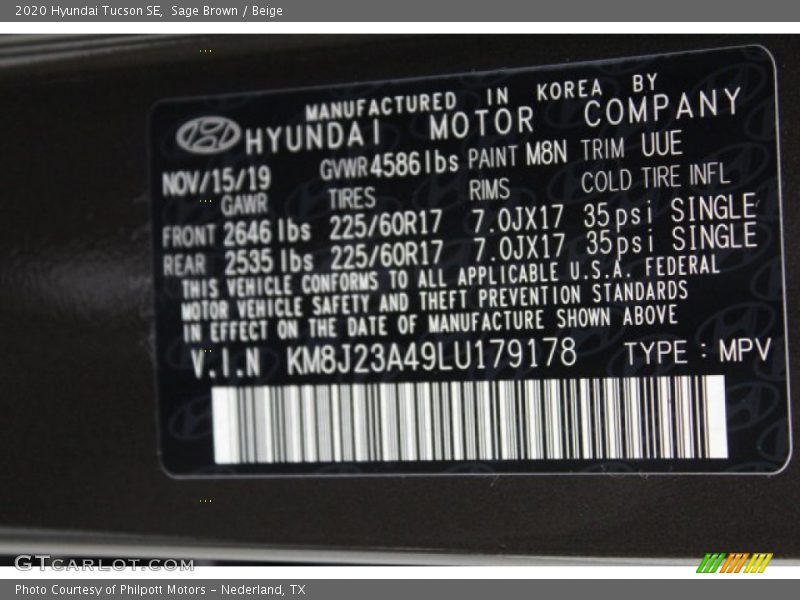 2020 Hyundai Tucson SE, Sage Brown / Beige
MANUFACTURED IN KOREA BY
HYUNDAI MOTOR COMPANY
NOV/15/19 GVWR 4586lbs PAINT M8N TRIM UUE
GAWR TIRES RIMS COLD TIRE INFL
FRONT 2646 lbs 225/60R17 7.0JX17 35psi SINGLE
REAR 2535 lbs 225/60R17 7.0JX17 35psi SINGLE
THIS VEHICLE CONFORMS TO ALL APPLICABLE U.S.A. FEDERAL
MOTOR VEHICLE SAFETY AND THEFT PREVENTION STANDARDS
IN EFFECT ON THE DATE OF MANUFACTURE SHOWN ABOVE
V.I.N KM8J23A49LU179178 TYPE : MPV
GTCARLOT.COM
Photo Courtesy of Philpott Motors - Nederland, TX